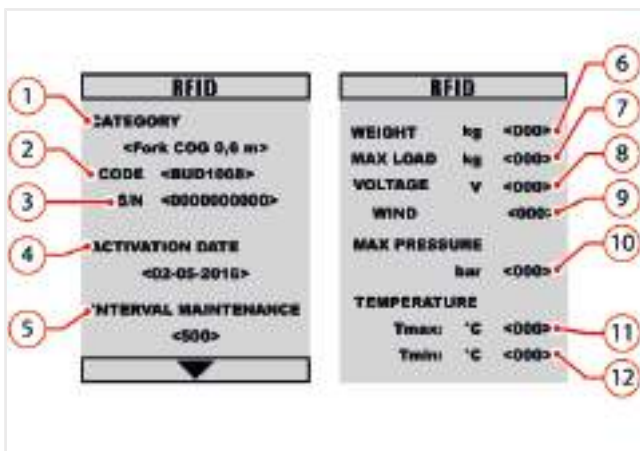 RFID
1 CATEGORY
<Fork COG 0,6 m>
2 CODE <BUD1068>
3 S/N <0000000000>
4 ACTIVATION DATE
<02-05-2016>
5 INTERVAL MAINTENANCE
<500>
RFID
WEIGHT kg <000> 6
MAX LOAD kg <000> 7
VOLTAGE V <000> 8
WIND <000> 9
MAX PRESSURE
bar <000> 10
TEMPERATURE
Tmax: °C <000> 11
Tmin: °C <000> 12